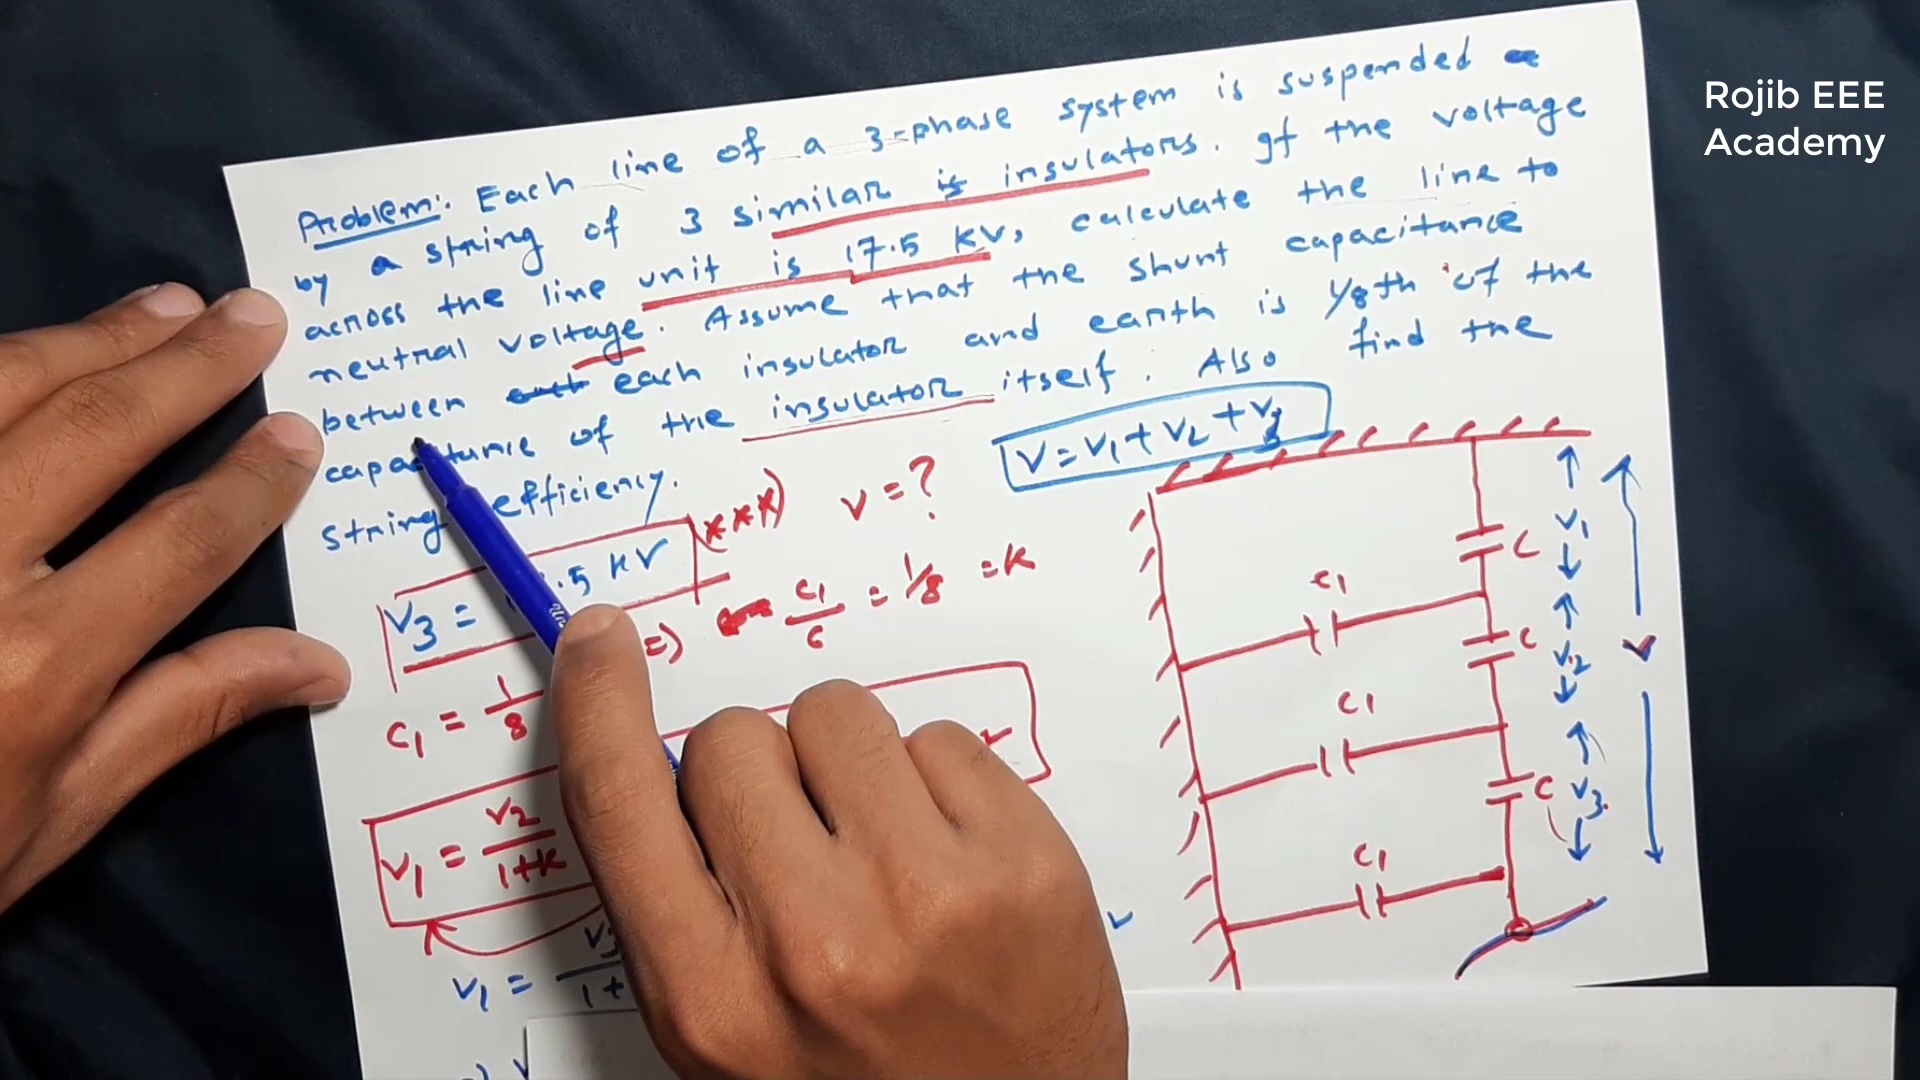 Rojib EEE
Academy
Problem: Each line of a 3-phase system is suspended
by a string of 3 similar insulators. If the voltage
across the line unit is 17.5 kV, calculate the line to
neutral voltage. Assume that the shunt capacitance
between each insulator and earth is 1/8th of the
capacitance of the insulator itself. Also find the
string efficiency.
V = V1 + V2 + V3
(***) V = ?
V3 = .5 kV
=) C1/C = 1/8 = K
C1 = 1/8
V1 = V2/(1+K)
V1 =
C1
C1
C1
C
C
C
V1
V2
V3
V